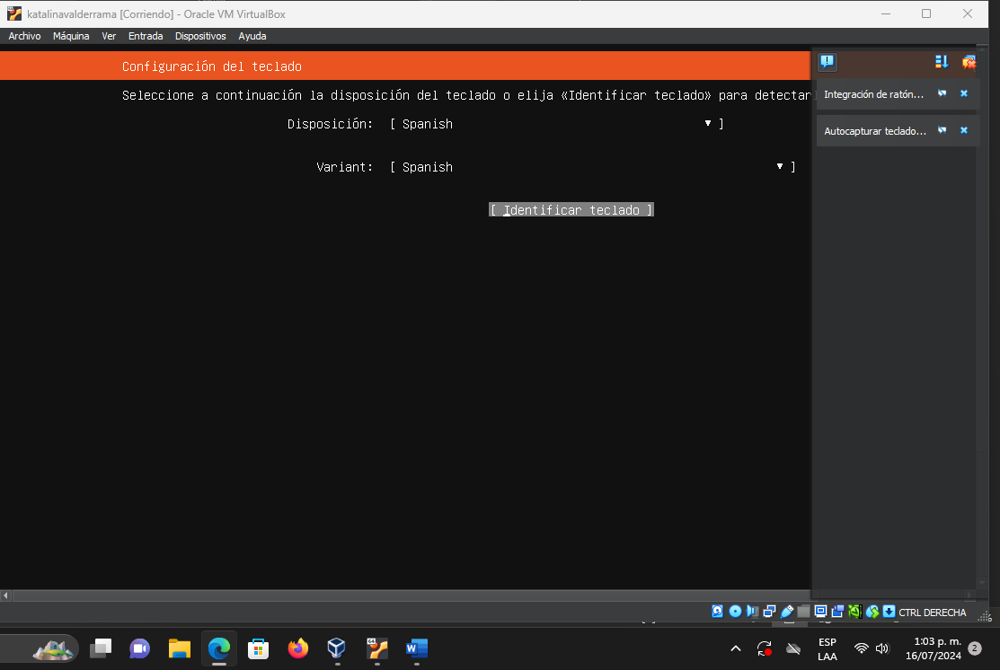 katalinavalderrama [Corriendo] - Oracle VM VirtualBox
Archivo Máquina Ver Entrada Dispositivos Ayuda
Configuración del teclado
Seleccione a continuación la disposición del teclado o elija «Identificar teclado» para detectar
Disposición: [ Spanish ▾ ]
Variant: [ Spanish ▾ ]
[ Identificar teclado ]
Integración de ratón...
Autocapturar teclado...
CTRL DERECHA
ESP
LAA
1:03 p. m.
16/07/2024
2